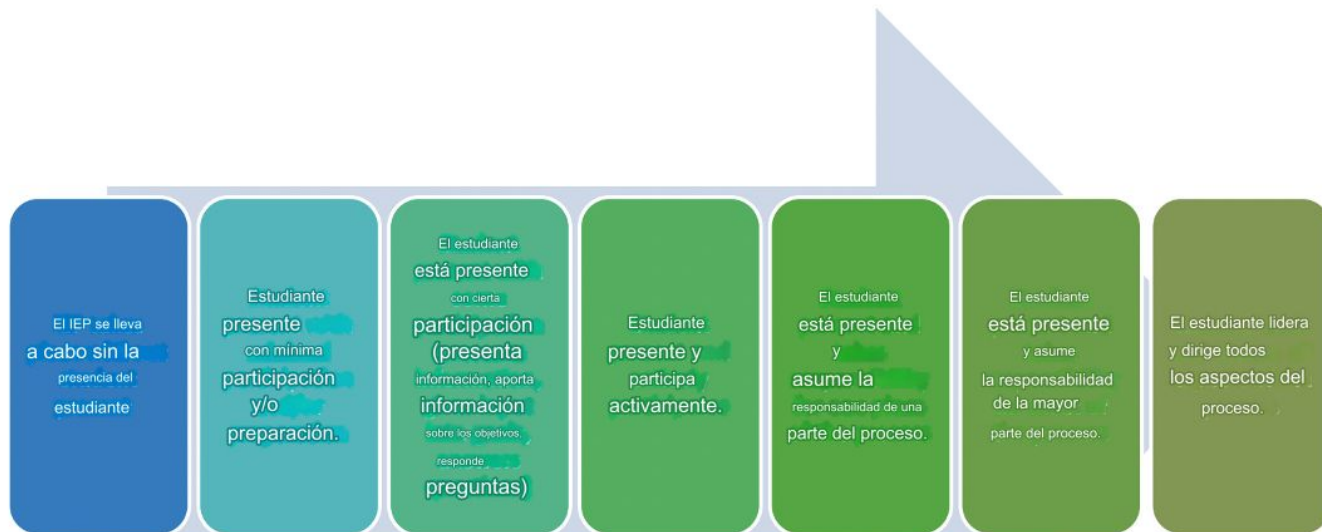 El IEP se lleva
a cabo sin la
presencia del
estudiante
Estudiante
presente
con mínima
participación
y/o
preparación.
El estudiante
está presente
con cierta
participación
(presenta
información, aporta
información
sobre los objetivos,
responde
preguntas)
Estudiante
presente y
participa
activamente.
El estudiante
está presente
y
asume la
responsabilidad de una
parte del proceso.
El estudiante
está presente
y asume
la responsabilidad
de la mayor
parte del proceso.
El estudiante lidera
y dirige todos
los aspectos del
proceso.